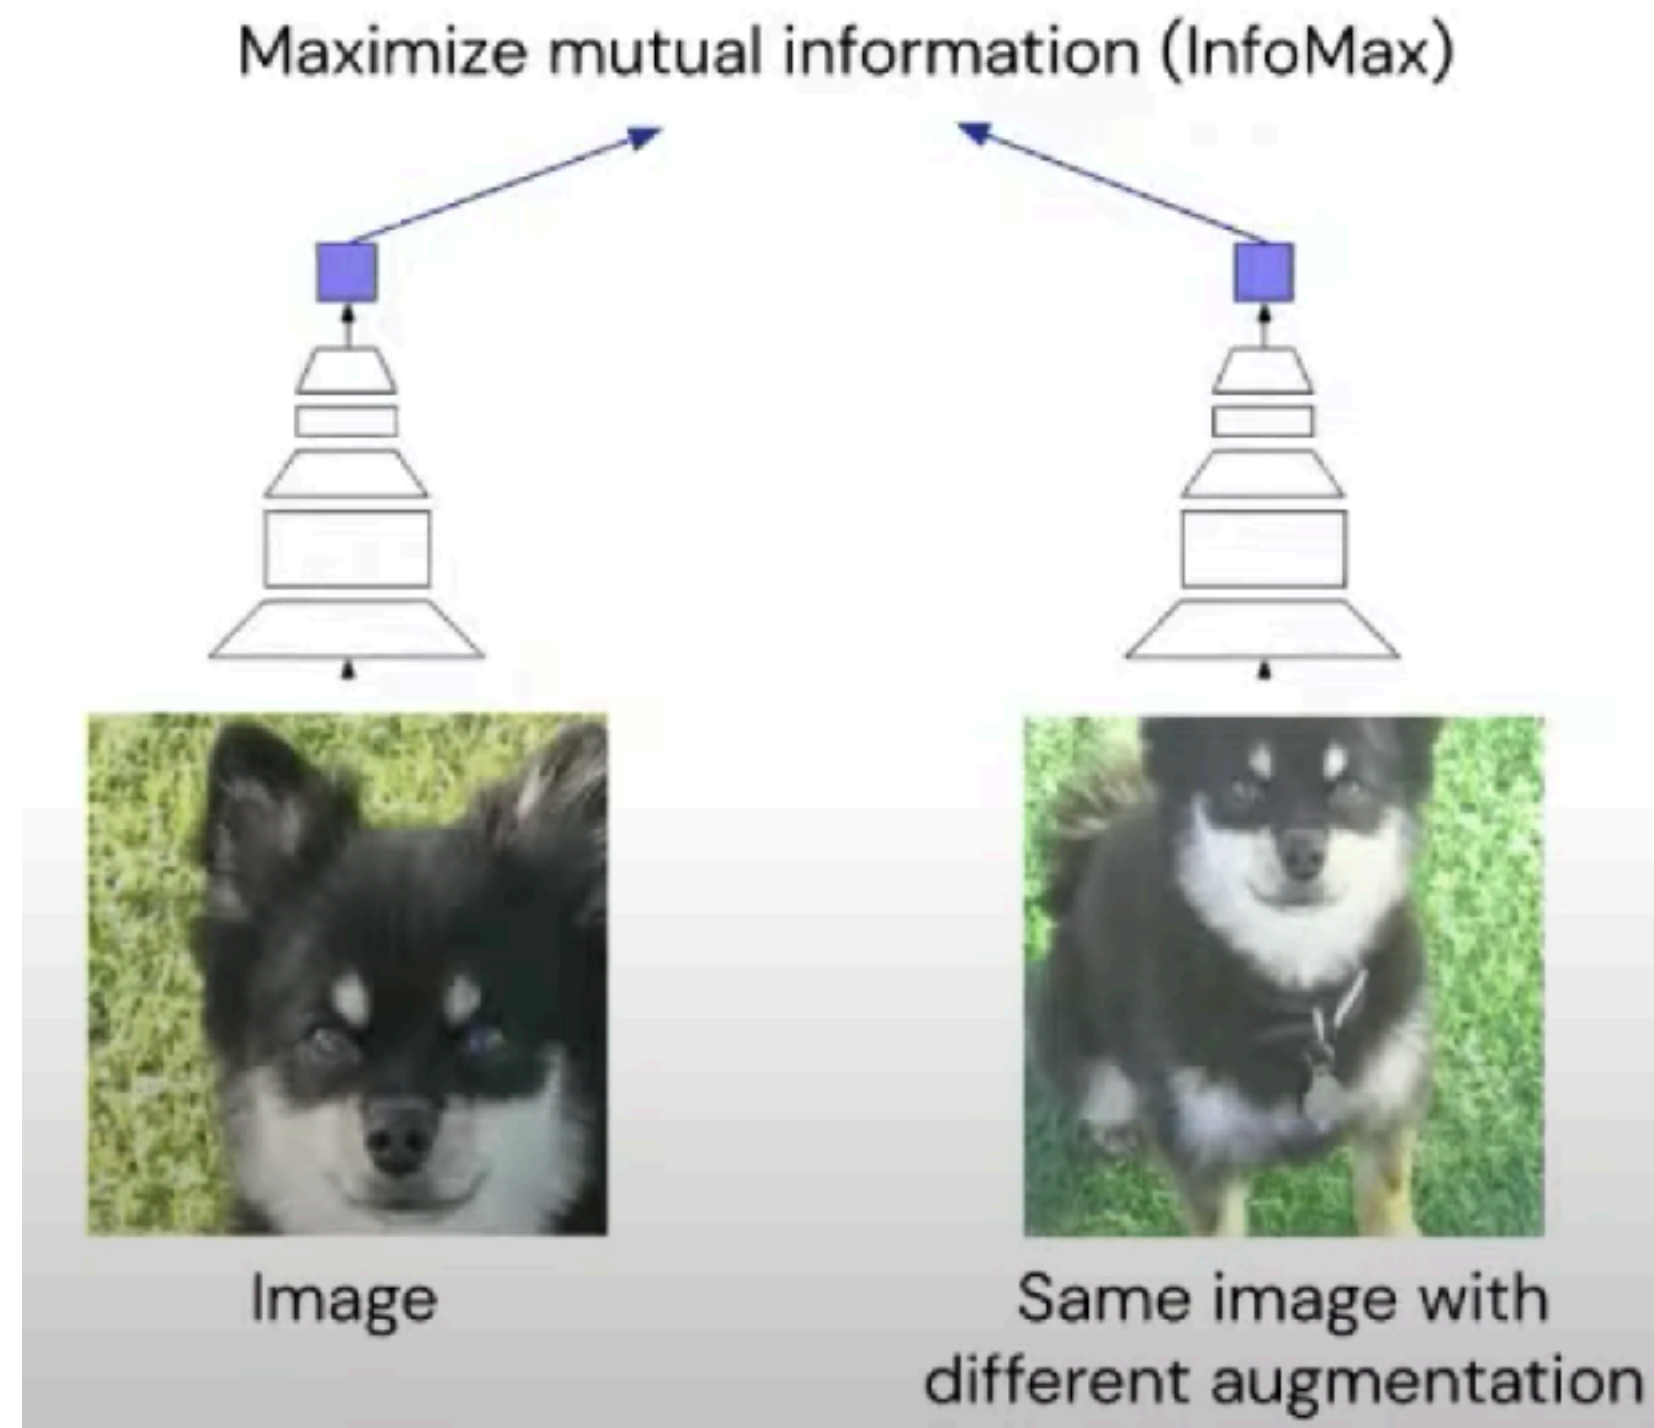 Maximize mutual information (InfoMax)
Image
Same image with
different augmentation